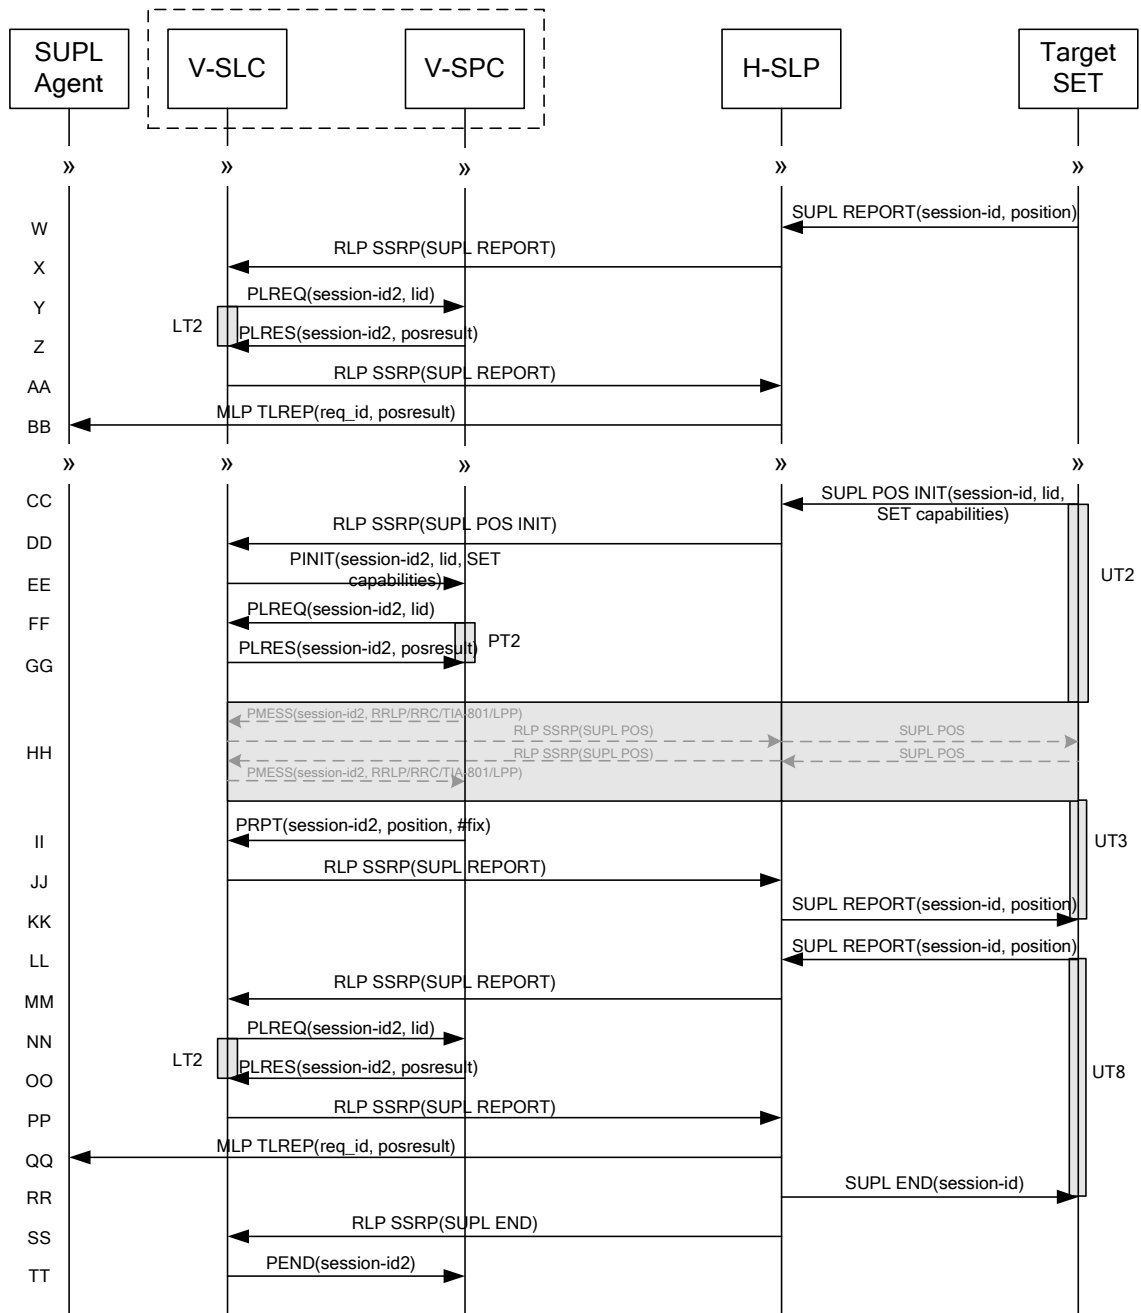 SUPL
Agent
V-SLC
V-SPC
H-SLP
Target
SET
» » » » »
W
SUPL REPORT(session-id, position)
X
RLP SSRP(SUPL REPORT)
Y
PLREQ(session-id2, lid)
LT2
Z
PLRES(session-id2, posresult)
AA
RLP SSRP(SUPL REPORT)
BB
MLP TLREP(req_id, posresult)
» » » » »
CC
SUPL POS INIT(session-id, lid,
SET capabilities)
DD
RLP SSRP(SUPL POS INIT)
EE
PINIT(session-id2, lid, SET
capabilities)
UT2
FF
PLREQ(session-id2, lid)
PT2
GG
PLRES(session-id2, posresult)
HH
PMESS(session-id2, RRLP/RRC/TIA-801/LPP)
RLP SSRP(SUPL POS)
SUPL POS
RLP SSRP(SUPL POS)
SUPL POS
PMESS(session-id2, RRLP/RRC/TIA-801/LPP)
II
PRPT(session-id2, position, #fix)
UT3
JJ
RLP SSRP(SUPL REPORT)
KK
SUPL REPORT(session-id, position)
LL
SUPL REPORT(session-id, position)
MM
RLP SSRP(SUPL REPORT)
NN
PLREQ(session-id2, lid)
LT2
OO
PLRES(session-id2, posresult)
UT8
PP
RLP SSRP(SUPL REPORT)
QQ
MLP TLREP(req_id, posresult)
RR
SUPL END(session-id)
SS
RLP SSRP(SUPL END)
TT
PEND(session-id2)